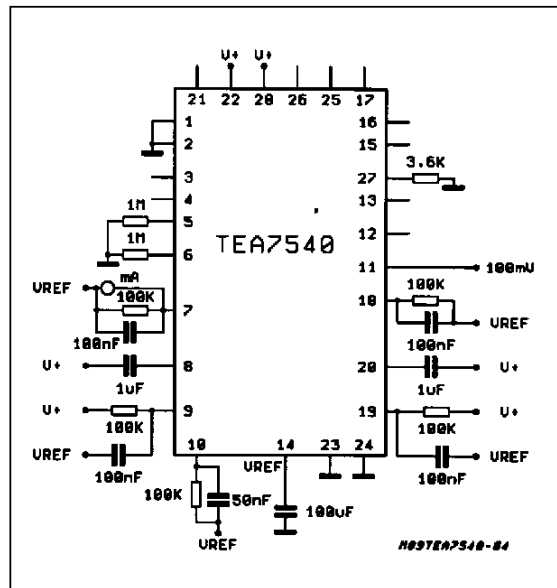 V+ V+
21 22 28 26 25 17
1 16
2 15
3.6K
3 27
1M
4 13
5
1M 12
6 TEA7540
mA 11 100mV
VREF 100K
100K 18
7
100nF 100nF VREF
V+ 8 20 V+
1uF 1uF
V+ 9 19 V+
100K 100K
VREF 10 14 23 24 VREF
100nF VREF 100nF
100K 50nF
100uF
VREF
M09TEA7540-04